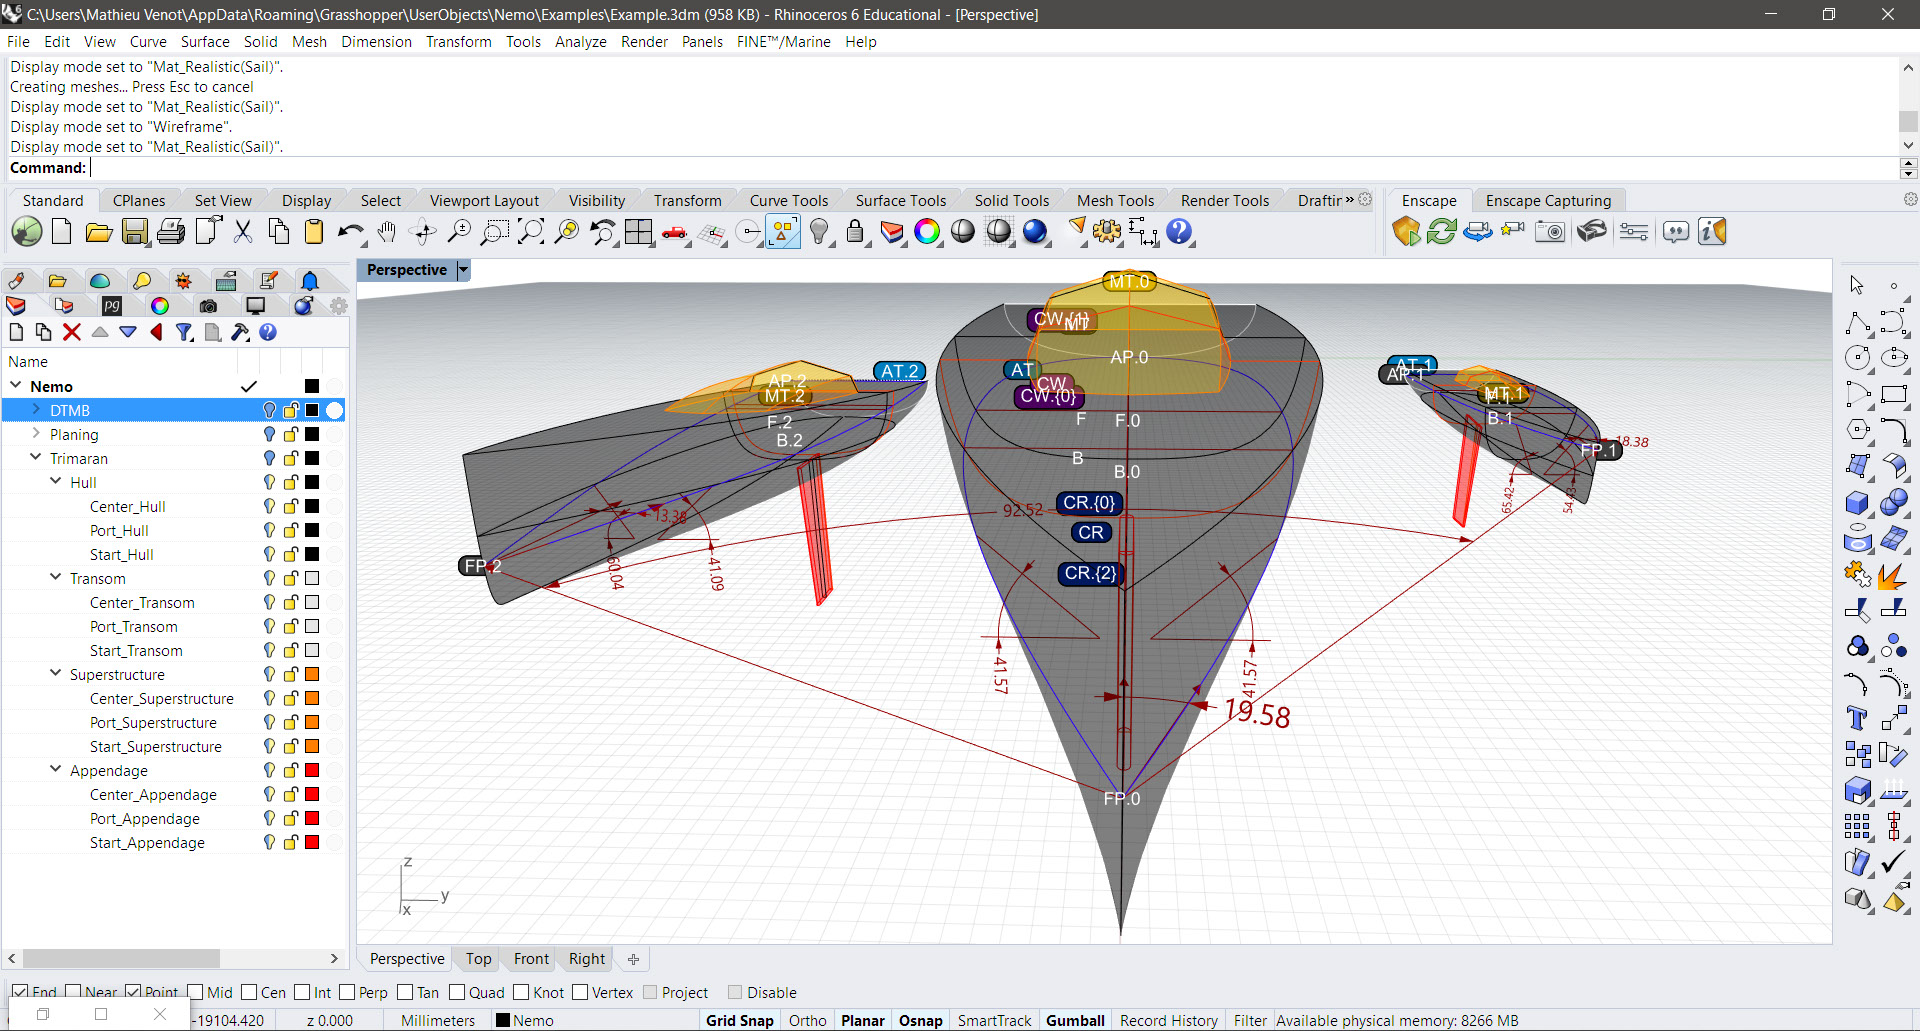 C:\Users\Mathieu Venot\AppData\Roaming\Grasshopper\UserObjects\Nemo\Examples\Example.3dm (958 KB) - Rhinoceros 6 Educational - [Perspective]
File Edit View Curve Surface Solid Mesh Dimension Transform Tools Analyze Render Panels FINE™/Marine Help
Display mode set to "Mat_Realistic(Sail)".
Creating meshes... Press Esc to cancel
Display mode set to "Mat_Realistic(Sail)".
Display mode set to "Wireframe".
Display mode set to "Mat_Realistic(Sail)".
Command:
Standard CPlanes Set View Display Select Viewport Layout Visibility Transform Curve Tools Surface Tools Solid Tools Mesh Tools Render Tools Draftir » Enscape Enscape Capturing
Perspective
pg
Name
Nemo
DTMB
Planing
Trimaran
Hull
Center_Hull
Port_Hull
Start_Hull
Transom
Center_Transom
Port_Transom
Start_Transom
Superstructure
Center_Superstructure
Port_Superstructure
Start_Superstructure
Appendage
Center_Appendage
Port_Appendage
Start_Appendage
MT.0
CW.{1}
MT
AP.0
AT
CW
CW.{0}
F F.0
B B.0
CR.{0}
CR
CR.{2}
92.52
41.57
41.57
19.58
FP.0
AT.2
AP.2
MT.2
F.2
B.2
13.38
60.04
41.09
FP.2
AT.1
AP.1
MT.1
B.1
FP.1
18.38
65.42
z
y
x
Perspective Top Front Right
End Near Point Mid Cen Int Perp Tan Quad Knot Vertex Project Disable
-19104.420 z 0.000 Millimeters Nemo Grid Snap Ortho Planar Osnap SmartTrack Gumball Record History Filter Available physical memory: 8266 MB